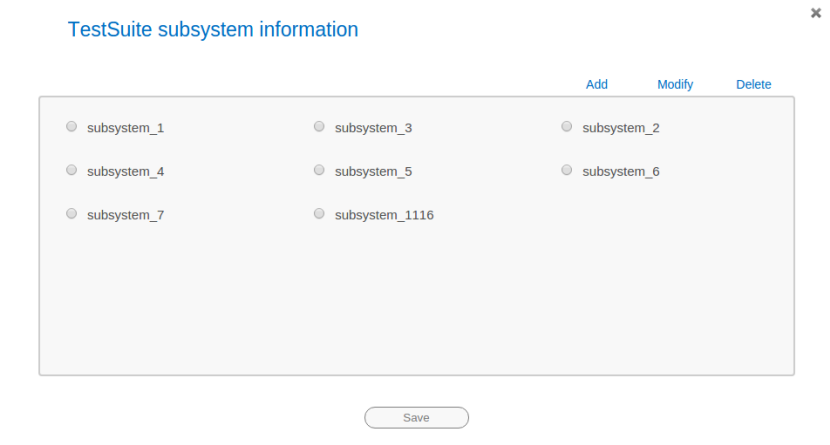 TestSuite subsystem information
Add Modify Delete
subsystem_1 subsystem_3 subsystem_2
subsystem_4 subsystem_5 subsystem_6
subsystem_7 subsystem_1116
Save